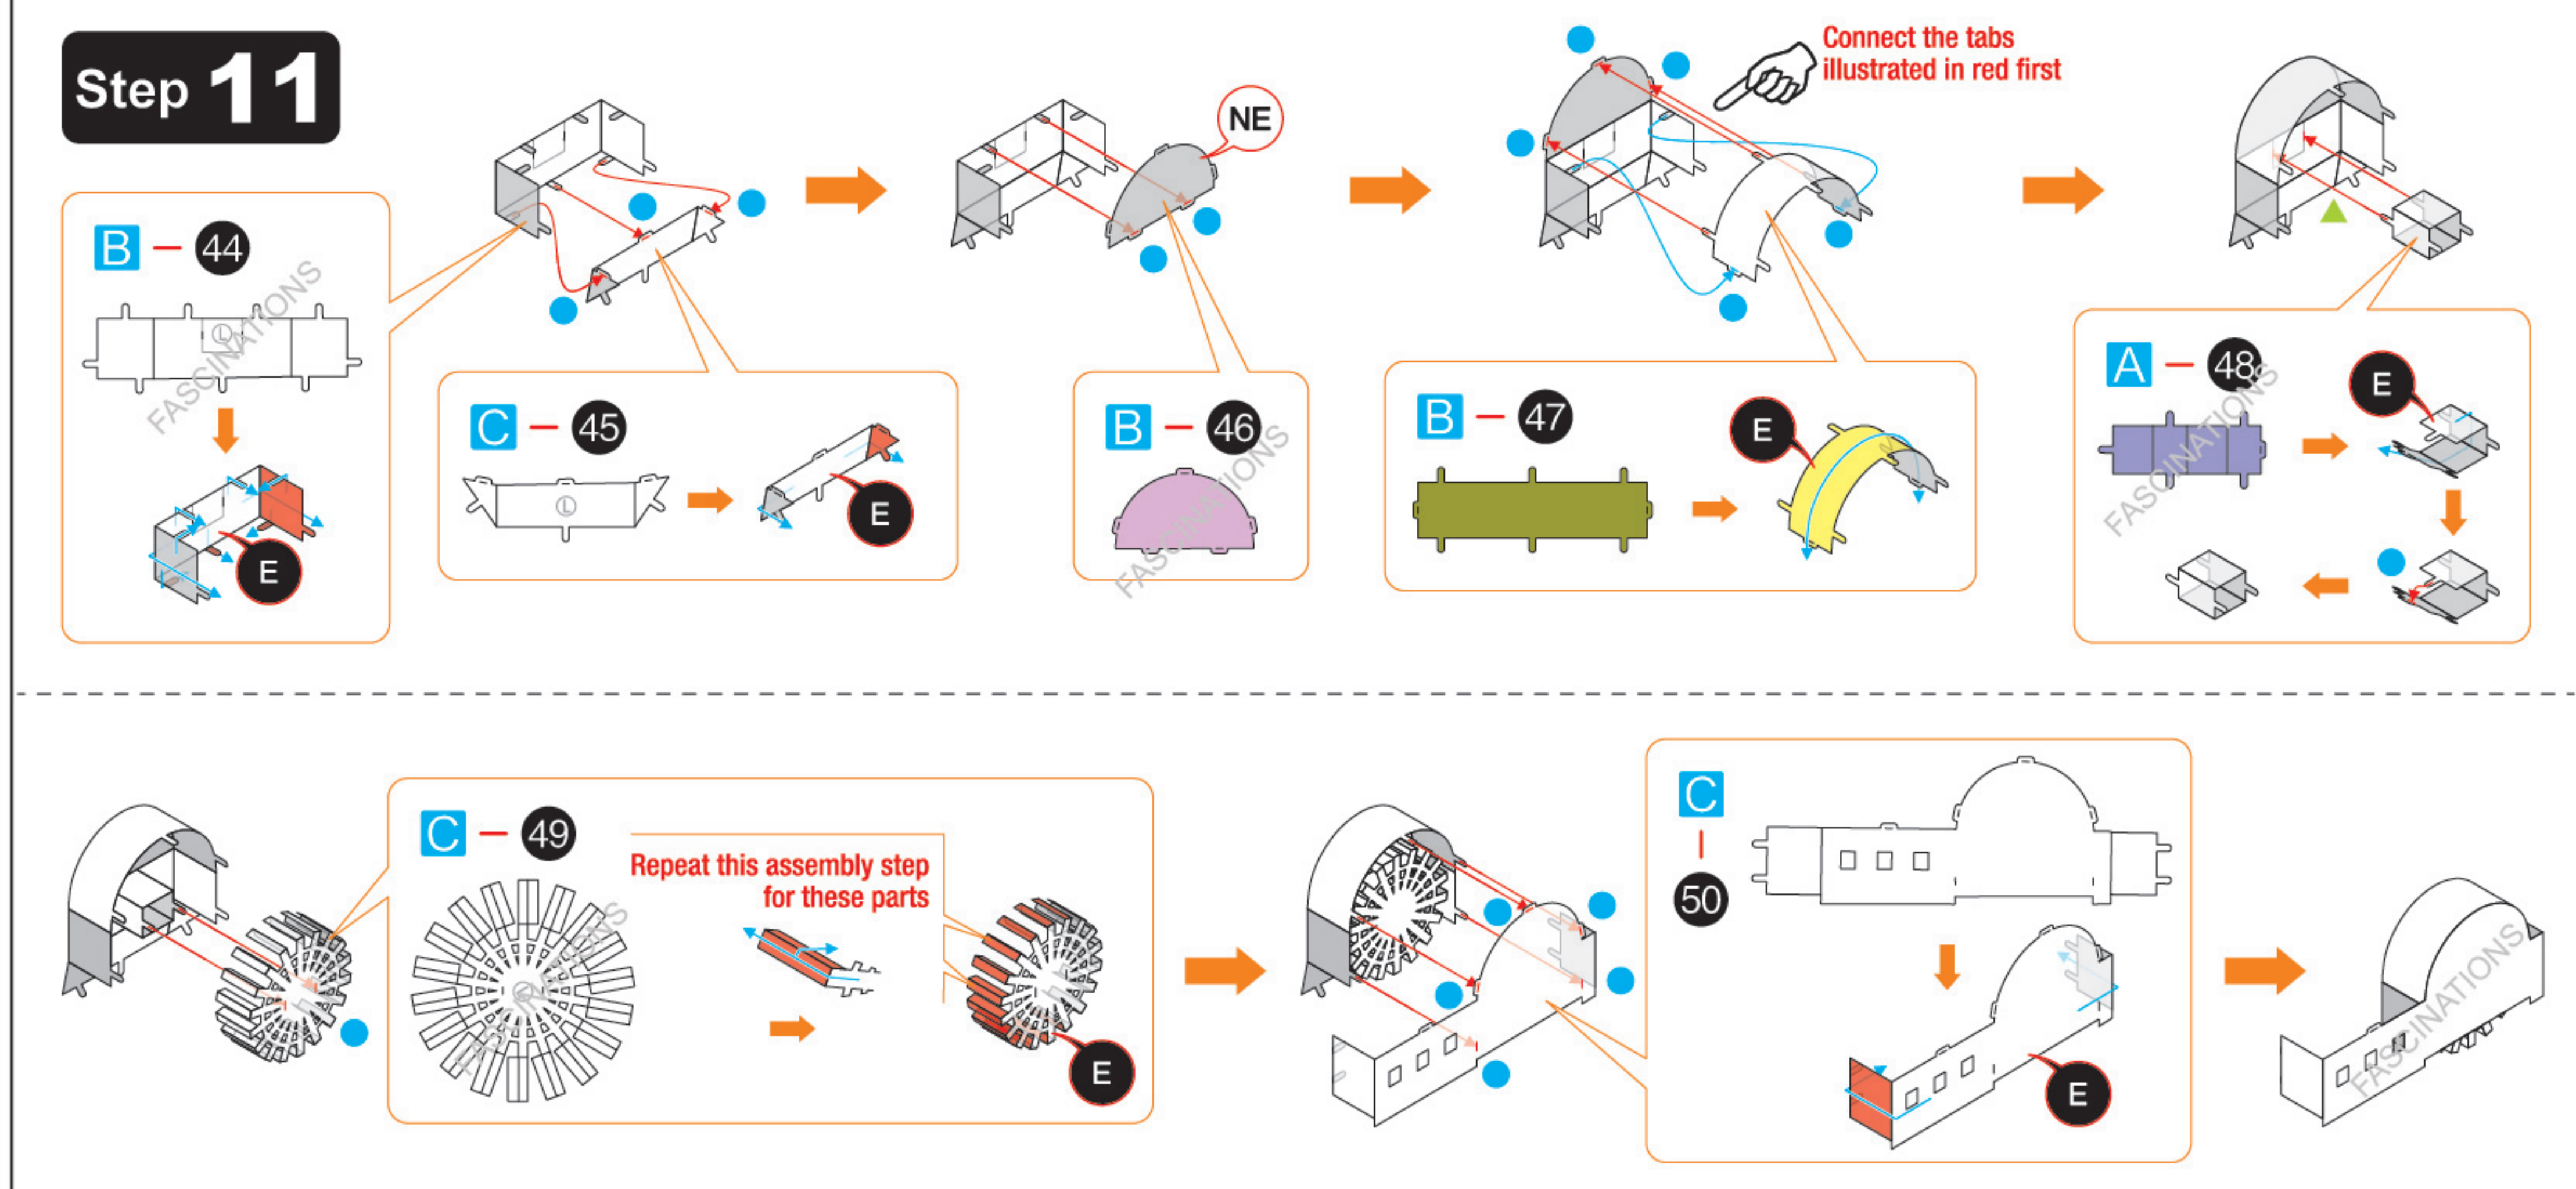 Step 11
B – 44
L
FASCINATIONS
E
C – 45
L
E
NE
B – 46
FASCINATIONS
Connect the tabs
illustrated in red first
B – 47
E
A – 48
E
FASCINATIONS
C – 49
Repeat this assembly step
for these parts
L
FASCINATIONS
E
C
–
50
E
FASCINATIONS